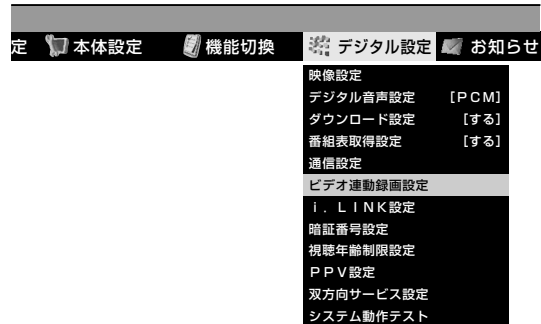 定 本体設定 機能切換 デジタル設定 お知らせ
映像設定
デジタル音声設定 [PCM]
ダウンロード設定 [する]
番組表取得設定 [する]
通信設定
ビデオ連動録画設定
i.LINK設定
暗証番号設定
視聴年齢制限設定
PPV設定
双方向サービス設定
システム動作テスト